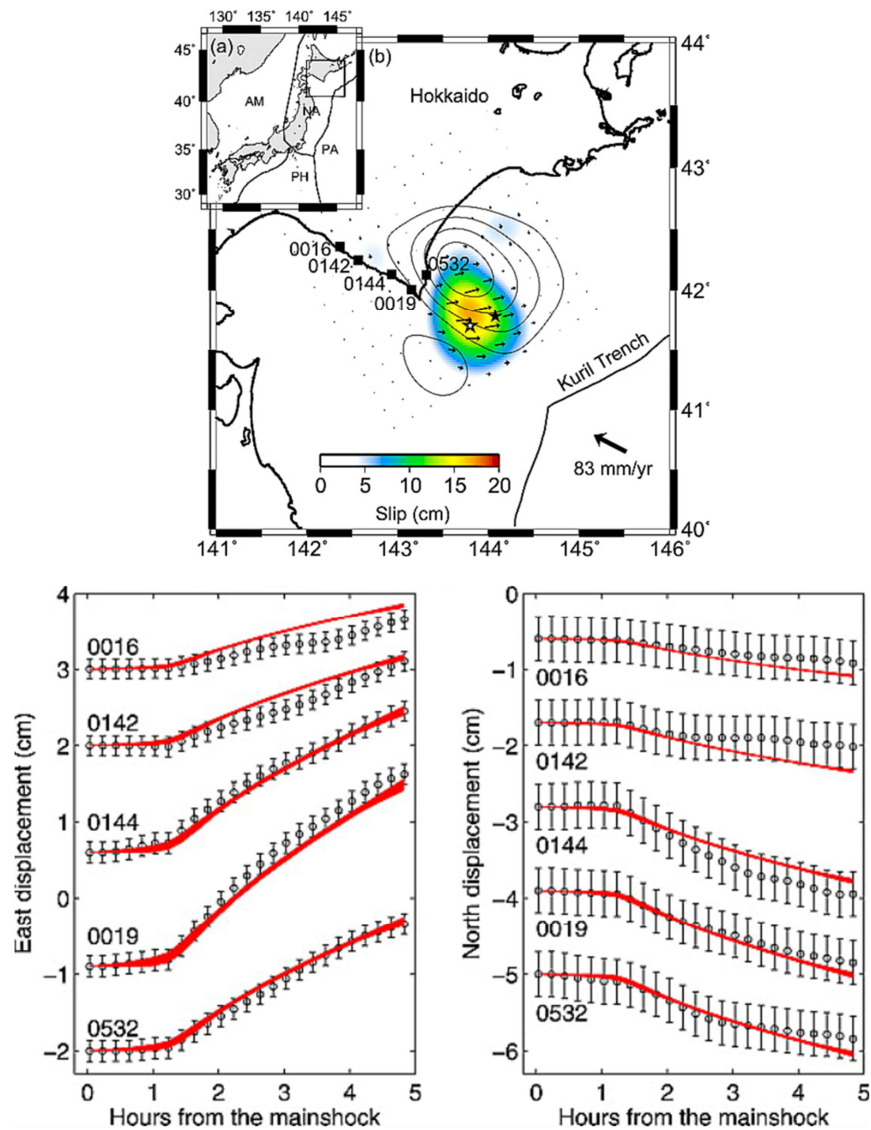 130˚ 135˚ 140˚ 145˚
(a)
45˚
40˚
35˚
30˚
AM
NA
PA
PH
(b)
Hokkaido
44˚
43˚
42˚
41˚
40˚
0016
0142
0144
0019
0532
Kuril Trench
83 mm/yr
0 5 10 15 20
Slip (cm)
141˚ 142˚ 143˚ 144˚ 145˚ 146˚
East displacement (cm)
4
3
2
1
0
−1
−2
0016
0142
0144
0019
0532
0 1 2 3 4 5
Hours from the mainshock
North displacement (cm)
0
−1
−2
−3
−4
−5
−6
0016
0142
0144
0019
0532
0 1 2 3 4 5
Hours from the mainshock